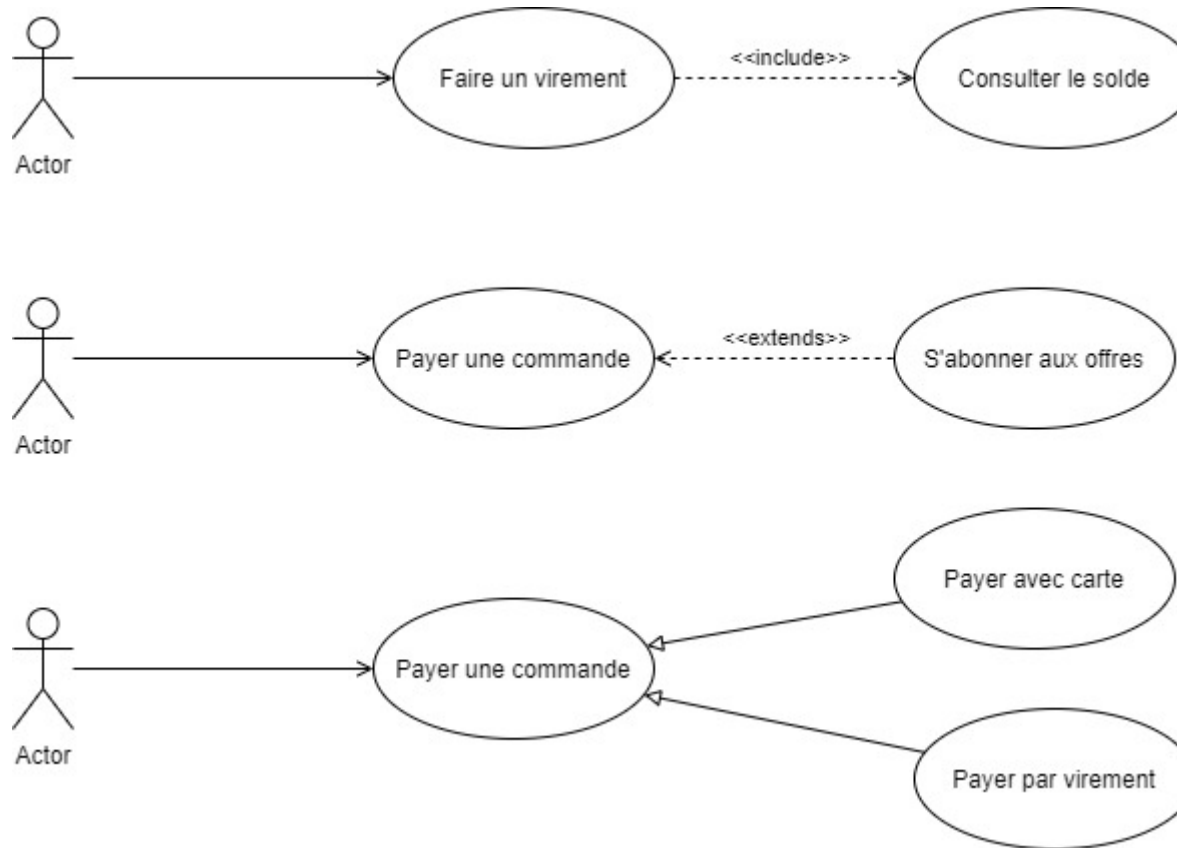 Faire un virement
<<include>>
Consulter le solde
Actor
Payer une commande
<<extends>>
S'abonner aux offres
Actor
Payer avec carte
Payer une commande
Actor
Payer par virement